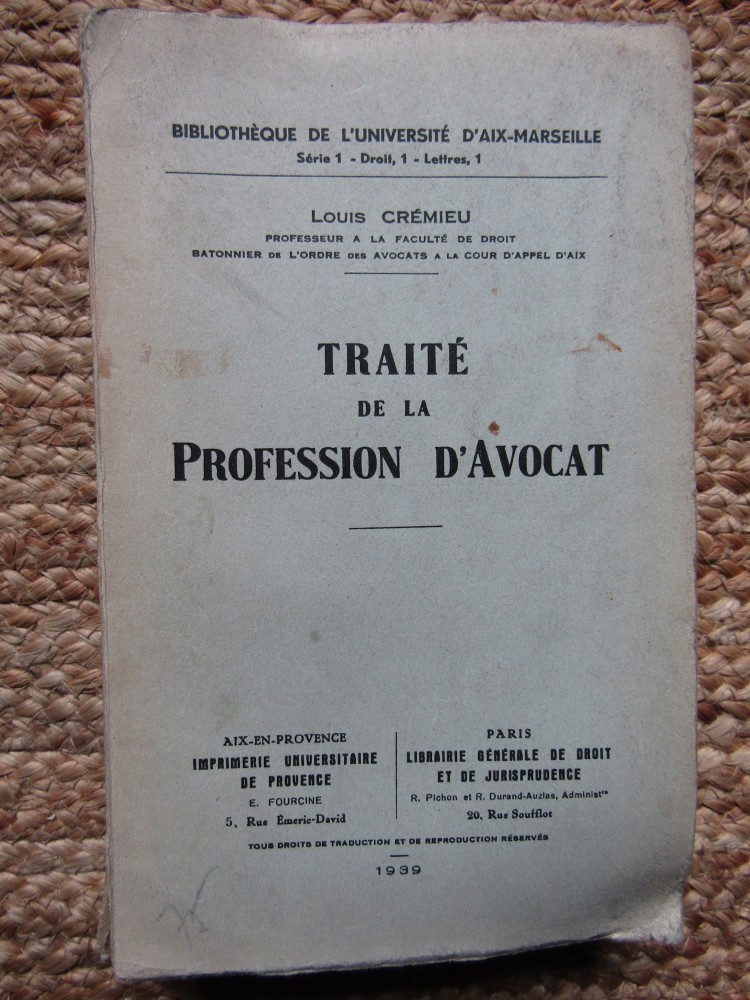 BIBLIOTHÈQUE DE L'UNIVERSITÉ D'AIX-MARSEILLE
Série 1 - Droit, 1 - Lettres, 1
LOUIS CRÉMIEU
PROFESSEUR A LA FACULTÉ DE DROIT
BATONNIER DE L'ORDRE DES AVOCATS A LA COUR D'APPEL D'AIX
TRAITÉ
DE LA
PROFESSION D'AVOCAT
AIX-EN-PROVENCE
IMPRIMERIE UNIVERSITAIRE
DE PROVENCE
E. FOURCINE
5, Rue Émeric-David
PARIS
LIBRAIRIE GÉNÉRALE DE DROIT
ET DE JURISPRUDENCE
R. Pichon et R. Durand-Auzias, Administrs
20, Rue Soufflot
TOUS DROITS DE TRADUCTION ET DE REPRODUCTION RÉSERVÉS
1939